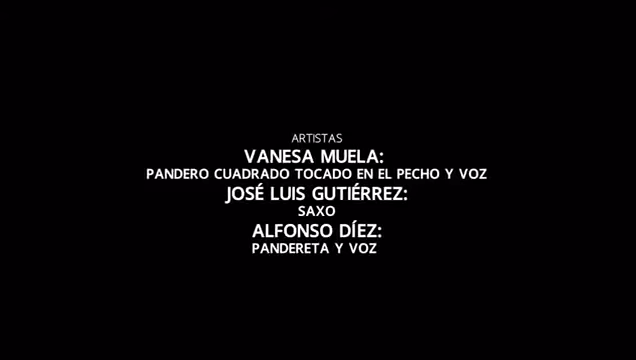 ARTISTAS
VANESA MUELA:
PANDERO CUADRADO TOCADO EN EL PECHO Y VOZ
JOSÉ LUIS GUTIÉRREZ:
SAXO
ALFONSO DÍEZ:
PANDERETA Y VOZ